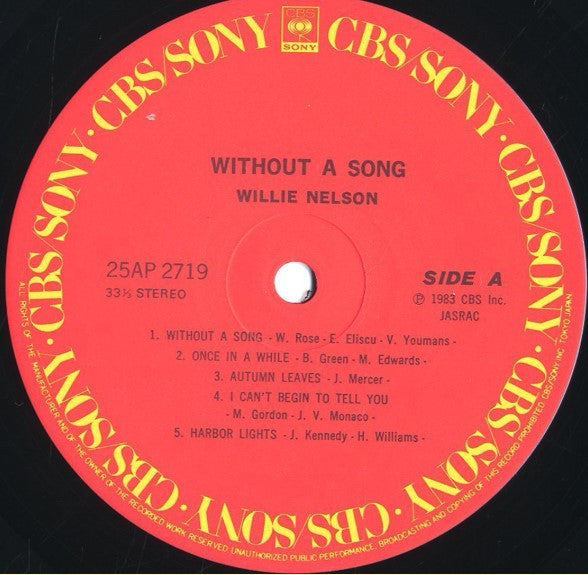 CBS
SONY
CBS/SONY · CBS/SONY · CBS/SONY · CBS/SONY · CBS/SONY · CBS/SONY · CBS/SONY · CBS/SONY
WITHOUT A SONG
WILLIE NELSON
25AP 2719
33⅓ STEREO
SIDE A
Ⓟ 1983 CBS Inc.
JASRAC
1. WITHOUT A SONG - W. Rose - E. Eliscu - V. Youmans -
2. ONCE IN A WHILE - B. Green - M. Edwards -
3. AUTUMN LEAVES - J. Mercer -
4. I CAN'T BEGIN TO TELL YOU
- M. Gordon - J. V. Monaco -
5. HARBOR LIGHTS - J. Kennedy - H. Williams -
ALL RIGHTS OF THE MANUFACTURER AND OF THE OWNER OF THE RECORDED WORK RESERVED·UNAUTHORIZED PUBLIC PERFORMANCE, BROADCASTING AND COPYING OF THIS RECORD PROHIBITED CBS/SONY INC. TOKYO JAPAN